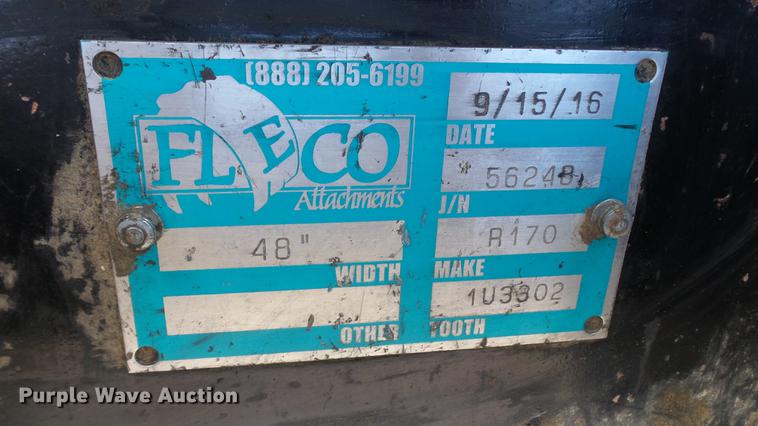 (888) 205-6199
FLECO
Attachments
9/15/16
DATE
56248
J/N
48"
WIDTH
R170
MAKE
OTHER
1U3302
TOOTH
Purple Wave Auction